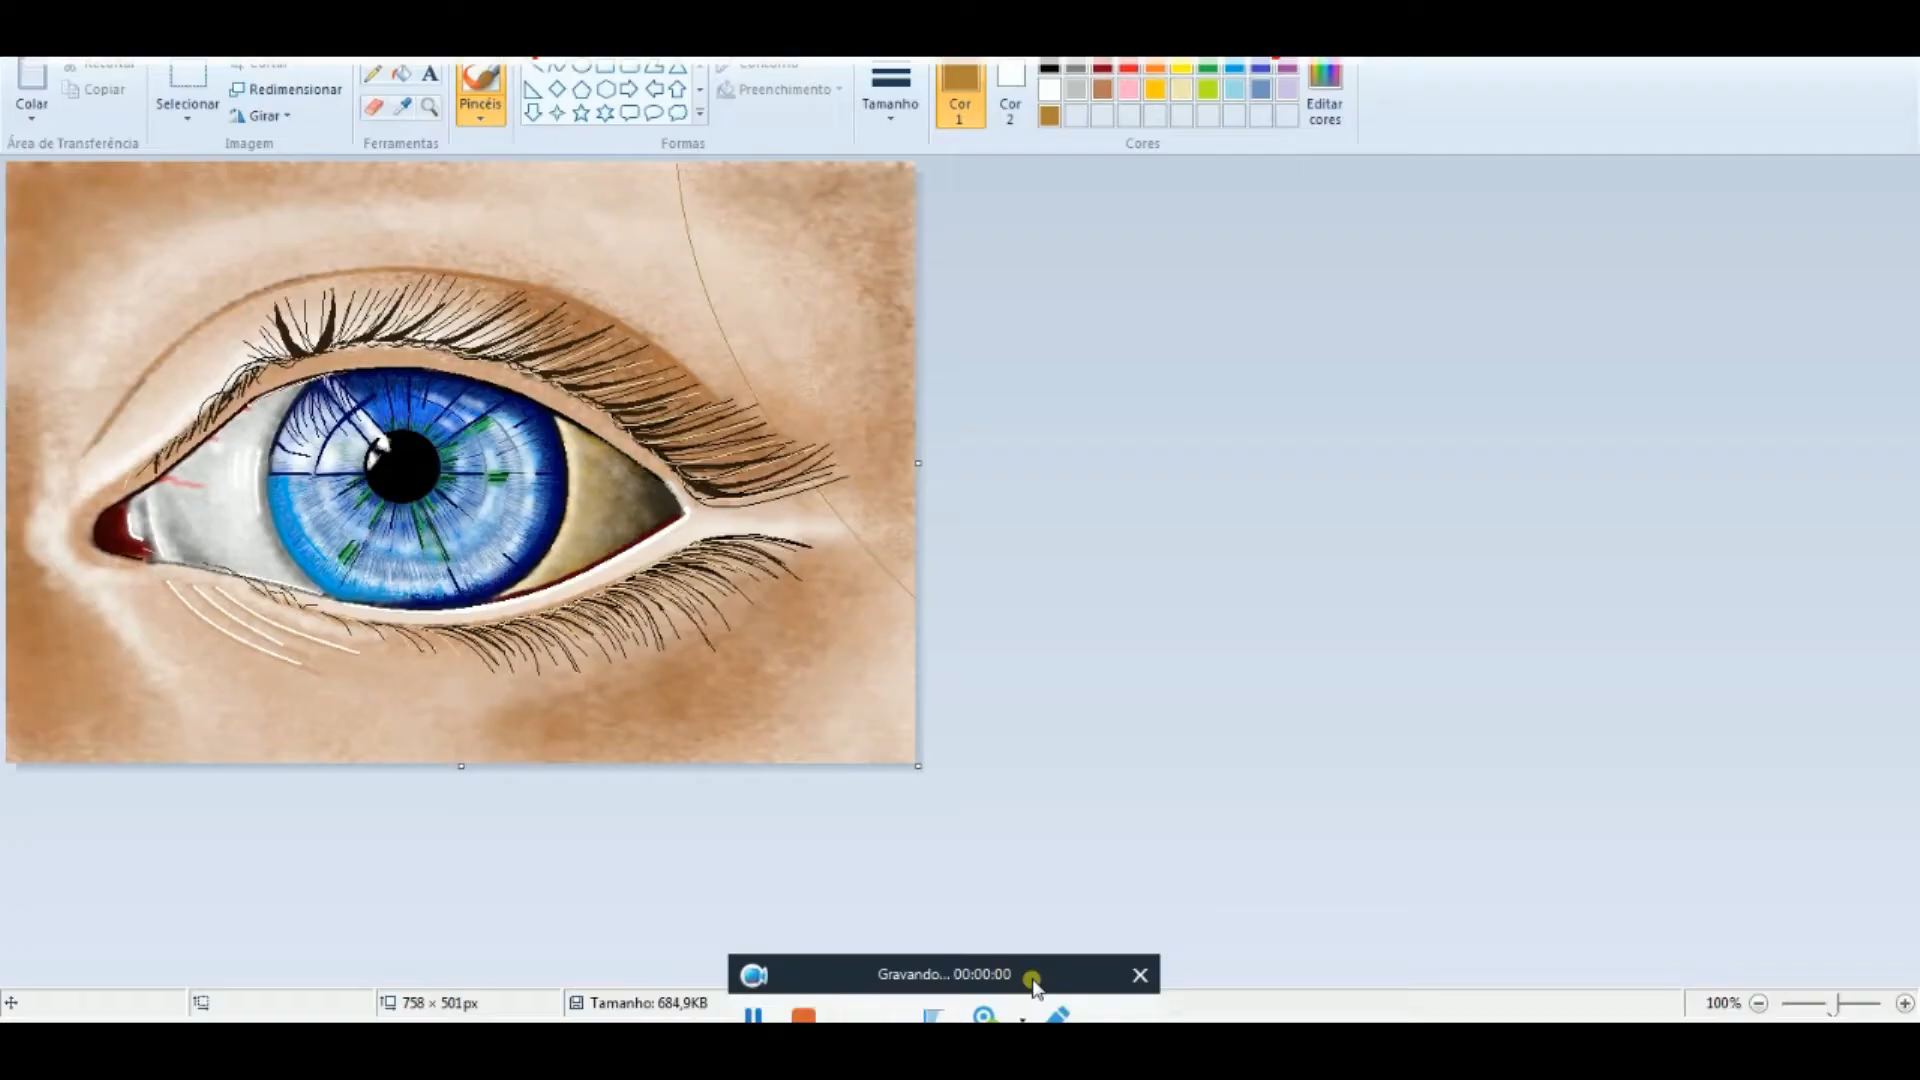 Copiar
Redimensionar
Girar
Preenchimento
A
Colar
Selecionar
Pincéis
Tamanho
Cor
1
Cor
2
Editar
cores
Área de Transferência
Imagem
Ferramentas
Formas
Cores
Gravando... 00:00:00
758 × 501px
Tamanho: 684,9KB
100%